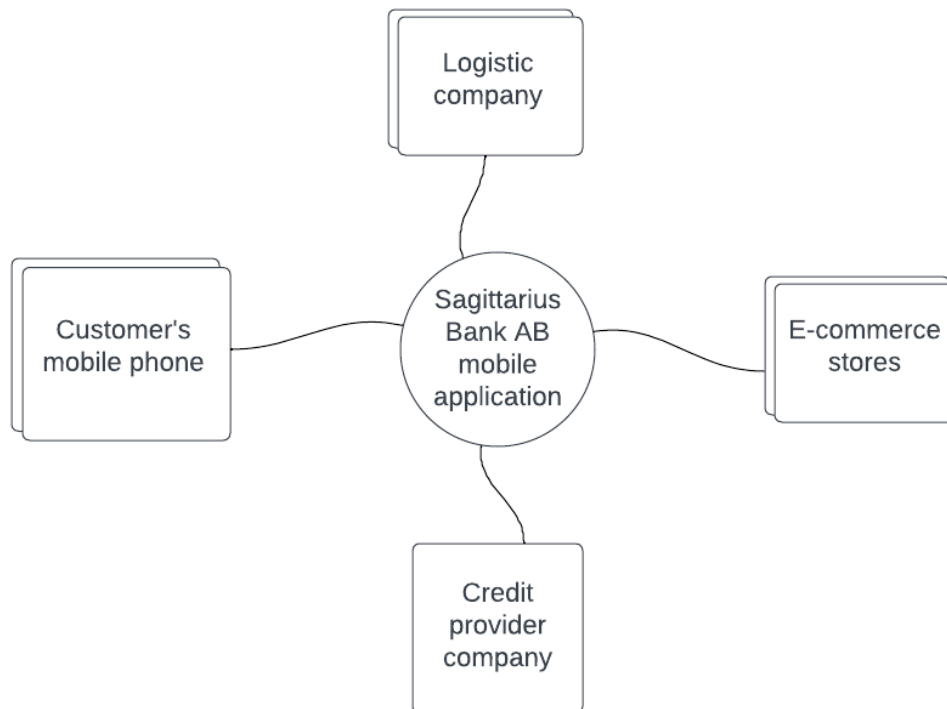 Logistic
company
Customer's
mobile phone
Sagittarius
Bank AB
mobile
application
E-commerce
stores
Credit
provider
company